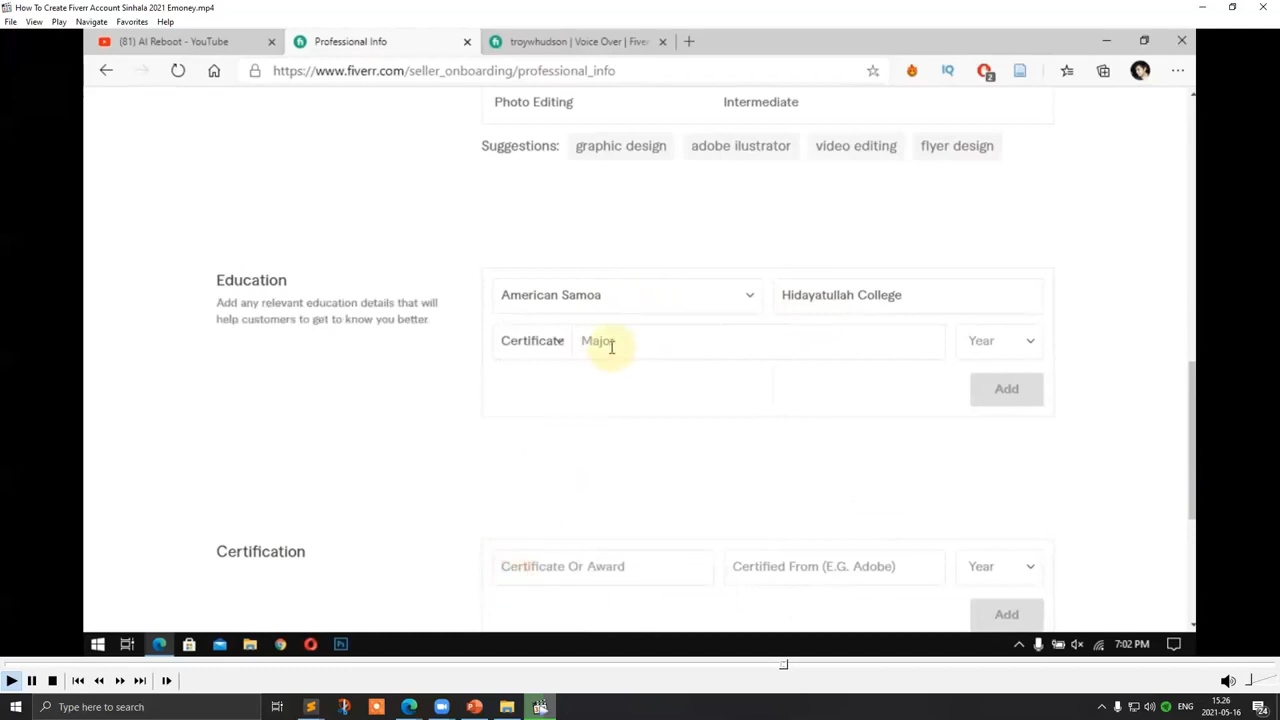 How To Create Fiverr Account Sinhala 2021 Emoney.mp4
File View Play Navigate Favorites Help
(81) AI Reboot - YouTube
Professional Info
troywhudson | Voice Over | Fiver
https://www.fiverr.com/seller_onboarding/professional_info
2
Photo Editing Intermediate
Suggestions: graphic design adobe ilustrator video editing flyer design
Education
Add any relevant education details that will
help customers to get to know you better.
American Samoa Hidayatullah College
Certificate Major Year
Add
Certification
Certificate Or Award Certified From (E.G. Adobe) Year
Add
7:02 PM
Type here to search
ENG
15.26
2021-05-16
24